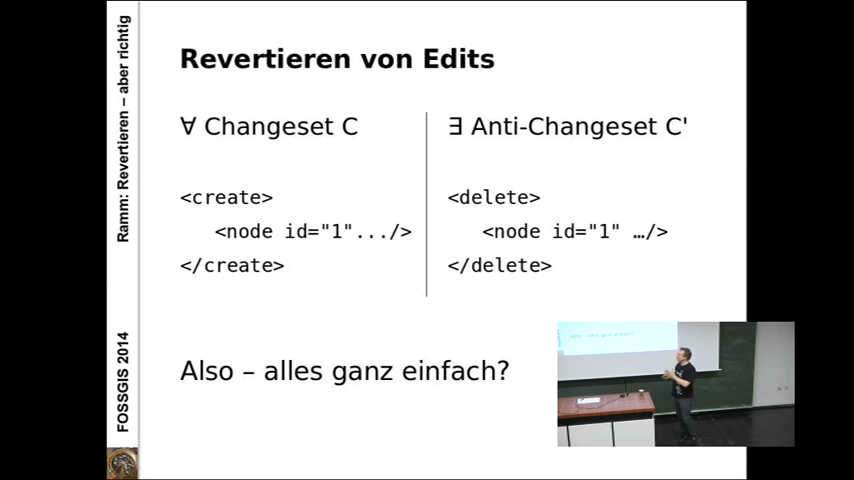 Ramm: Revertieren – aber richtig
FOSSGIS 2014
Revertieren von Edits
∀ Changeset C
<create>
<node id="1".../>
</create>
∃ Anti-Changeset C'
<delete>
<node id="1" …/>
</delete>
Also – alles ganz einfach?